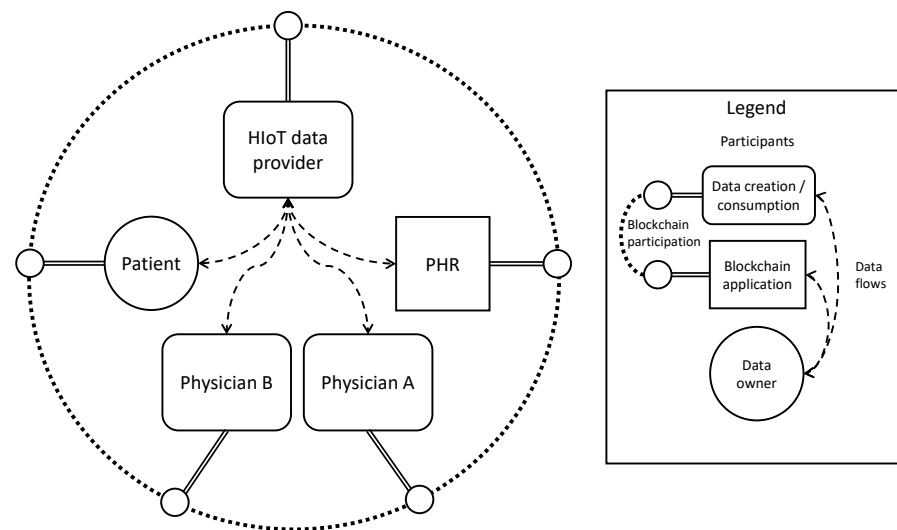 HIoT data
provider
Patient
PHR
Physician B
Physician A
Legend
Participants
Data creation /
consumption
Blockchain
participation
Blockchain
application
Data
flows
Data
owner